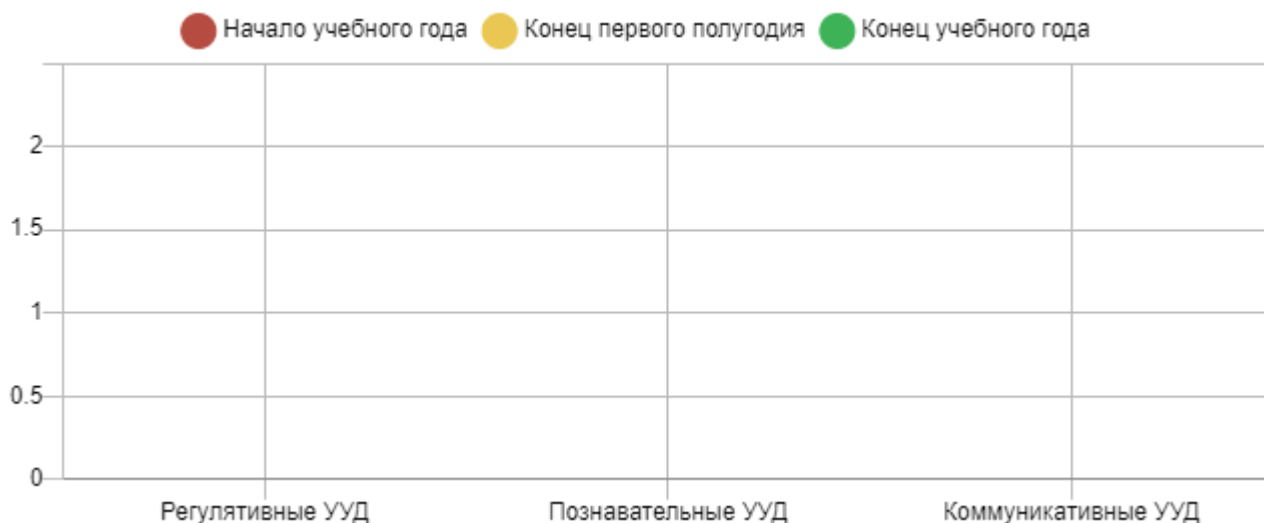 Начало учебного года Конец первого полугодия Конец учебного года
2
1.5
1
0.5
0
Регулятивные УУД Познавательные УУД Коммуникативные УУД